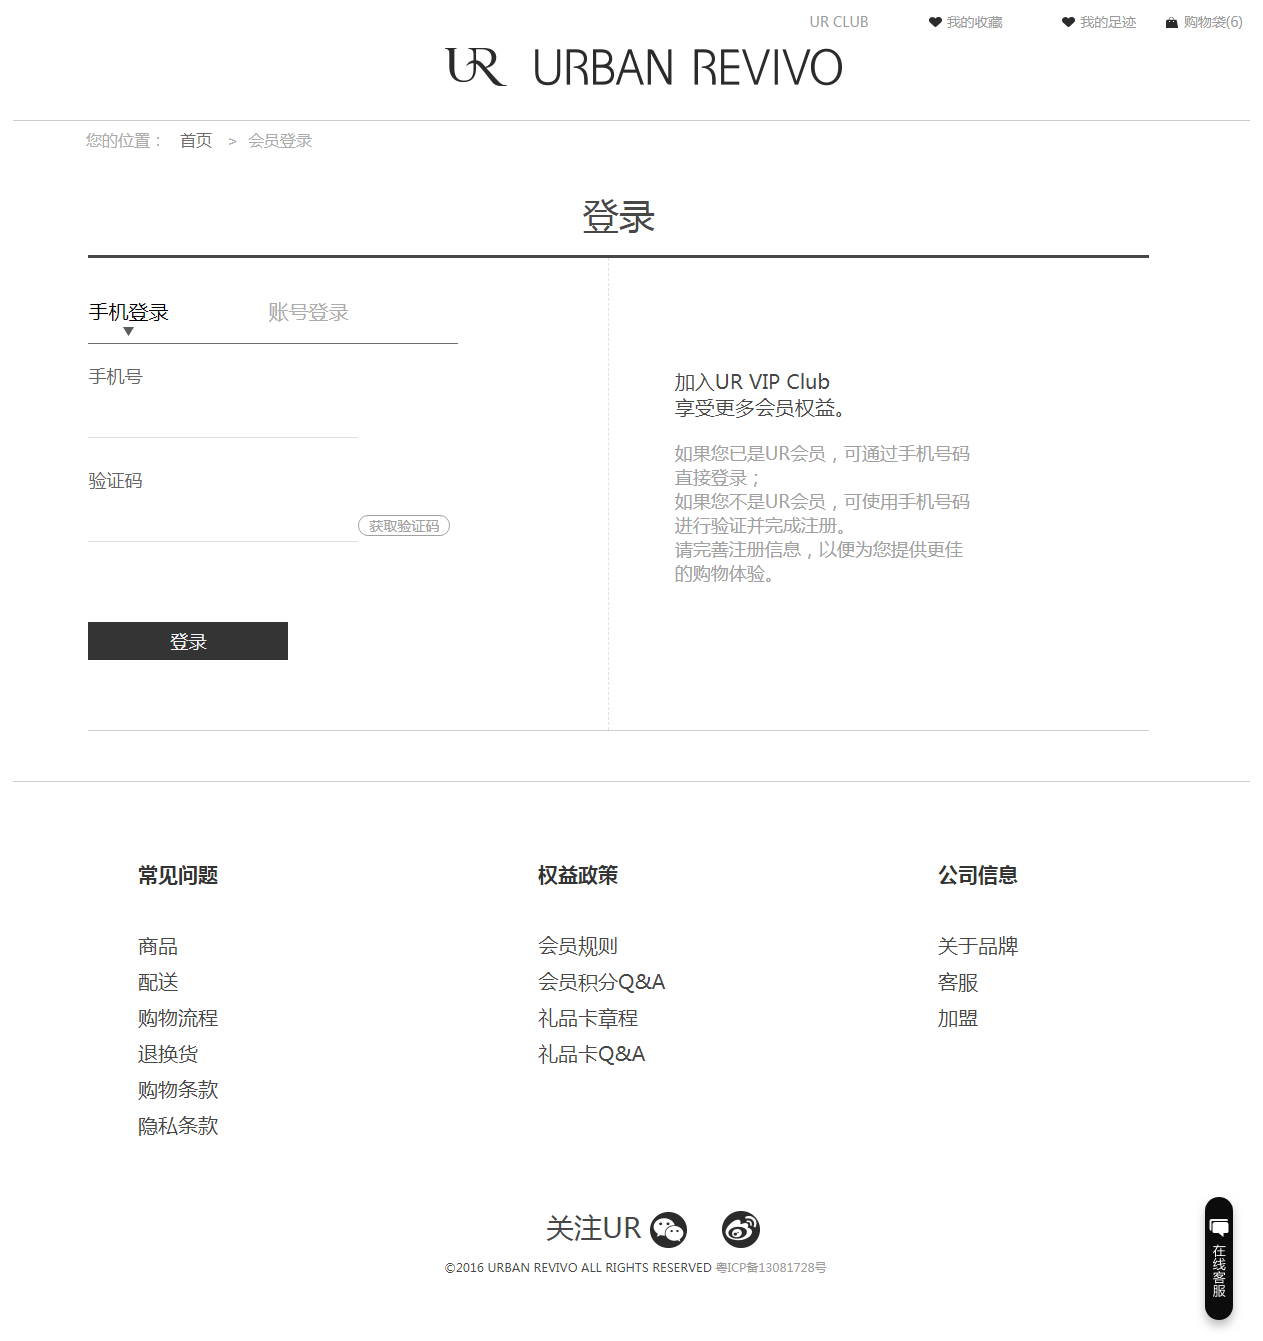 UR CLUB 我的收藏 我的足迹 购物袋(6)
UR URBAN REVIVO
您的位置： 首页 > 会员登录
登录
手机登录 账号登录
手机号
验证码
获取验证码
登录
加入UR VIP Club
享受更多会员权益。
如果您已是UR会员，可通过手机号码
直接登录；
如果您不是UR会员，可使用手机号码
进行验证并完成注册。
请完善注册信息，以便为您提供更佳
的购物体验。
常见问题
商品
配送
购物流程
退换货
购物条款
隐私条款
权益政策
会员规则
会员积分Q&A
礼品卡章程
礼品卡Q&A
公司信息
关于品牌
客服
加盟
关注UR
©2016 URBAN REVIVO ALL RIGHTS RESERVED 粤ICP备13081728号
在线客服